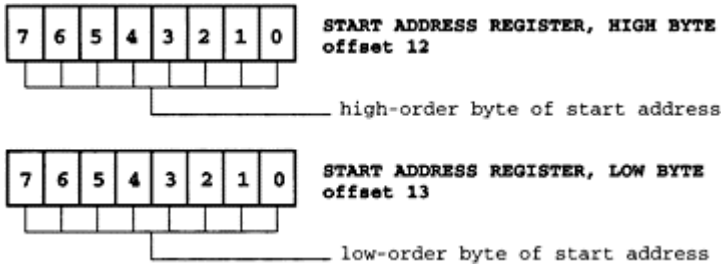 7 6 5 4 3 2 1 0 START ADDRESS REGISTER, HIGH BYTE
offset 12
high-order byte of start address
7 6 5 4 3 2 1 0 START ADDRESS REGISTER, LOW BYTE
offset 13
low-order byte of start address